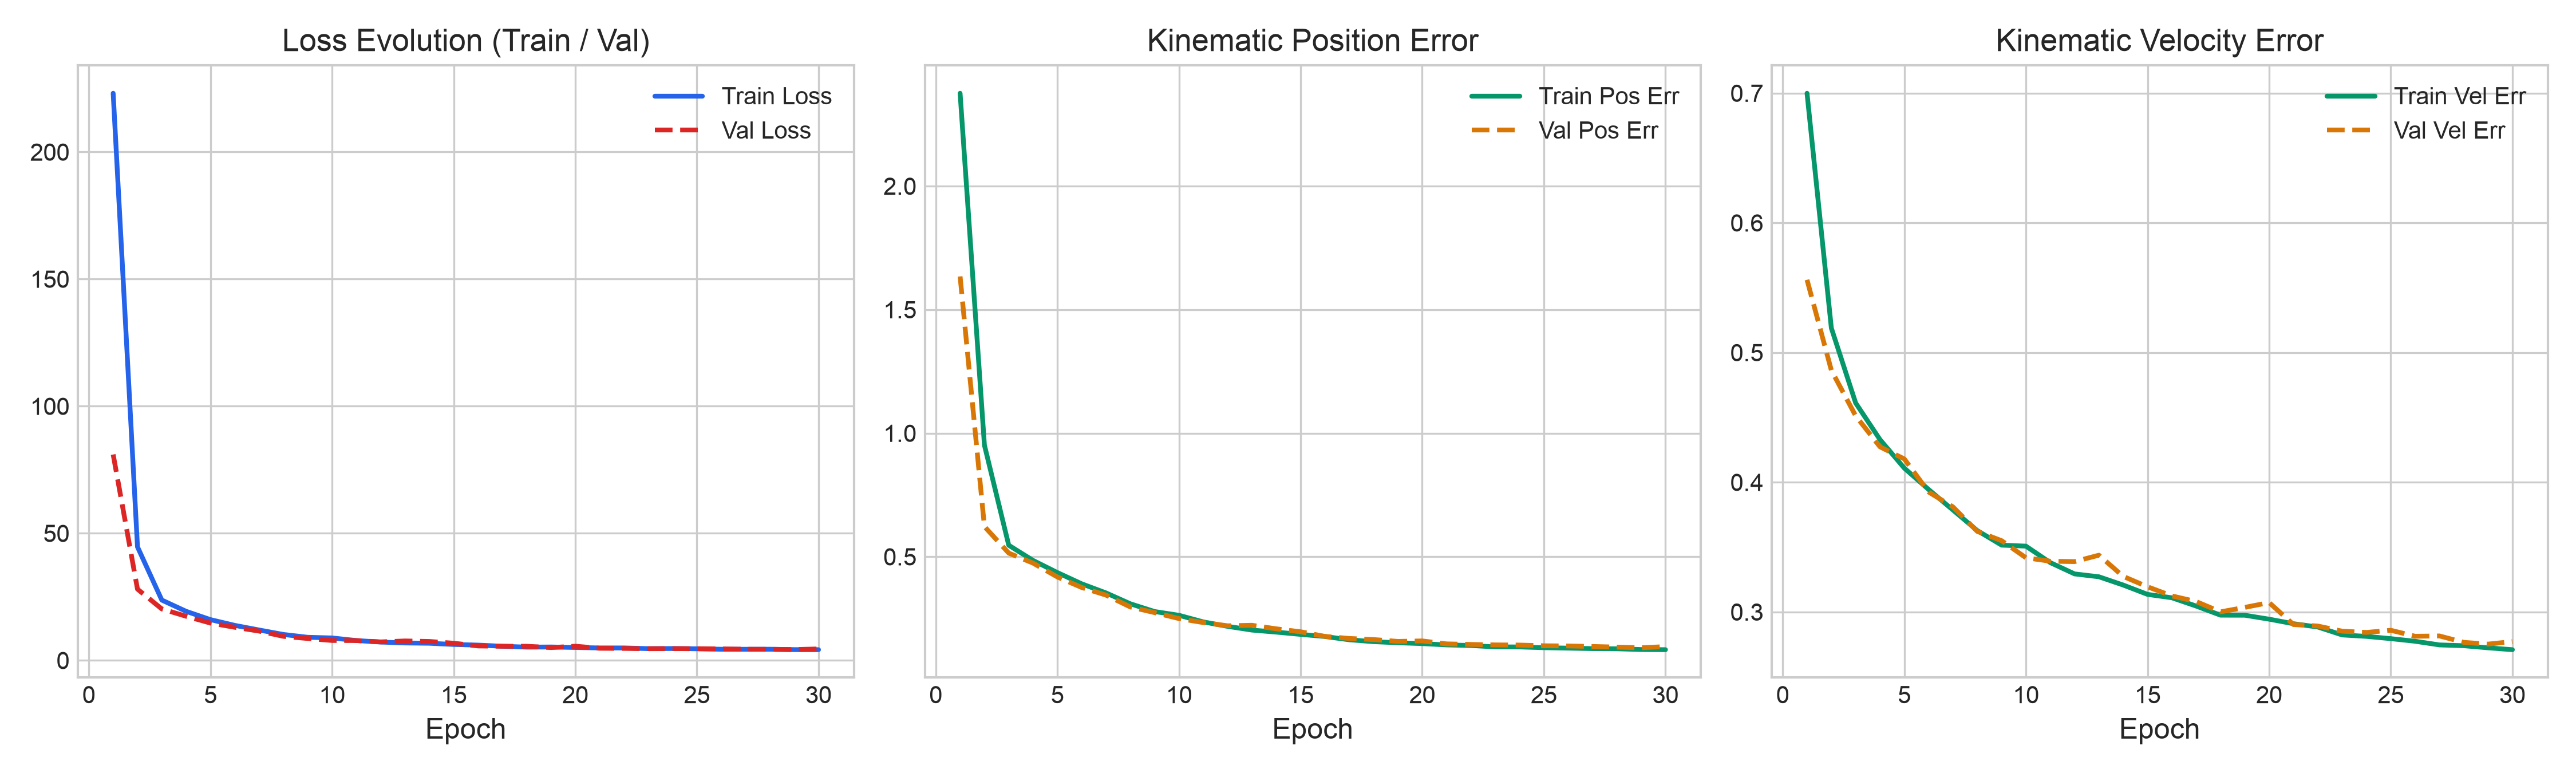 Loss Evolution (Train / Val)
Train Loss
Val Loss
200
150
100
50
0
0 5 10 15 20 25 30
Epoch
Kinematic Position Error
Train Pos Err
Val Pos Err
2.0
1.5
1.0
0.5
0 5 10 15 20 25 30
Epoch
Kinematic Velocity Error
Train Vel Err
Val Vel Err
0.7
0.6
0.5
0.4
0.3
0 5 10 15 20 25 30
Epoch